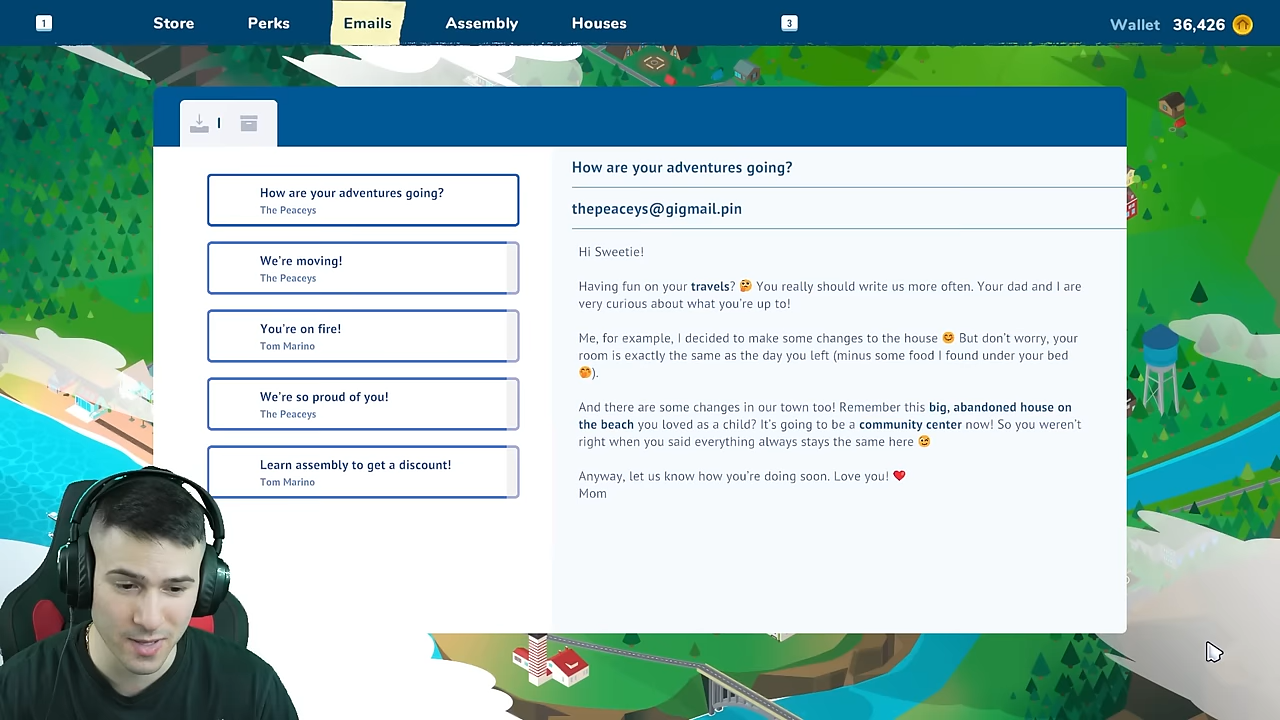 1 Store Perks Emails Assembly Houses 3 Wallet 36,426
How are your adventures going?
The Peaceys
We're moving!
The Peaceys
You're on fire!
Tom Marino
We're so proud of you!
The Peaceys
Learn assembly to get a discount!
Tom Marino
How are your adventures going?
thepeaceys@gigmail.pin
Hi Sweetie!
Having fun on your travels? 🤔 You really should write us more often. Your dad and I are
very curious about what you're up to!
Me, for example, I decided to make some changes to the house 😊 But don't worry, your
room is exactly the same as the day you left (minus some food I found under your bed
🤭).
And there are some changes in our town too! Remember this big, abandoned house on
the beach you loved as a child? It's going to be a community center now! So you weren't
right when you said everything always stays the same here 😉
Anyway, let us know how you're doing soon. Love you! ❤️
Mom